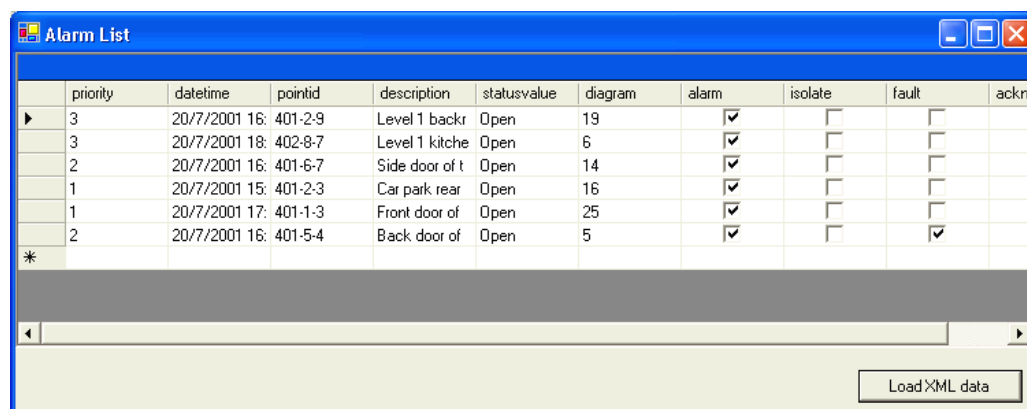 Alarm List
priority datetime pointid description statusvalue diagram alarm isolate fault ackn
3 20/7/2001 16: 401-2-9 Level 1 backr Open 19
3 20/7/2001 18: 402-8-7 Level 1 kitche Open 6
2 20/7/2001 16: 401-6-7 Side door of t Open 14
1 20/7/2001 15: 401-2-3 Car park rear Open 16
1 20/7/2001 17: 401-1-3 Front door of Open 25
2 20/7/2001 16: 401-5-4 Back door of Open 5
Load XML data